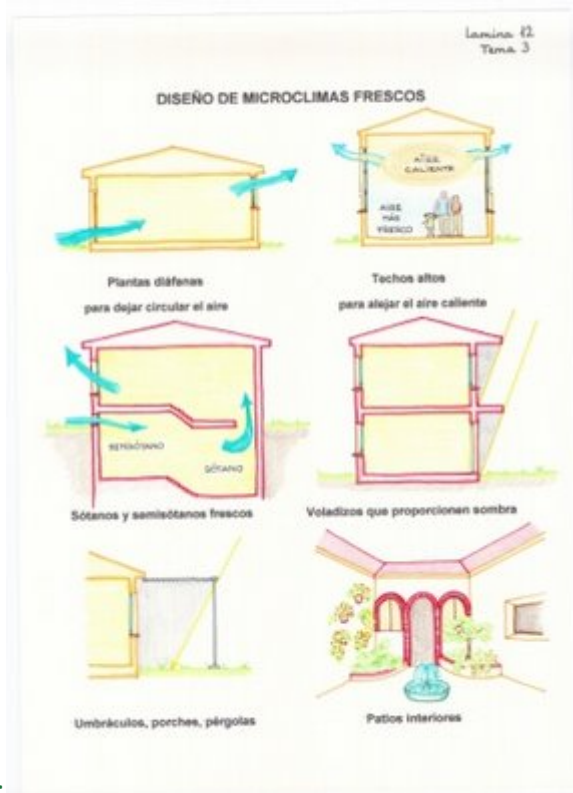 Lamina 12
Tema 3
DISEÑO DE MICROCLIMAS FRESCOS
AIRE CALIENTE
AIRE MÁS FRESCO
Plantas diáfanas
para dejar circular el aire
Techos altos
para alejar el aire caliente
SEMISÓTANO
SÓTANO
Sótanos y semisótanos frescos
Voladizos que proporcionen sombra
Umbráculos, porches, pérgolas
Patios interiores